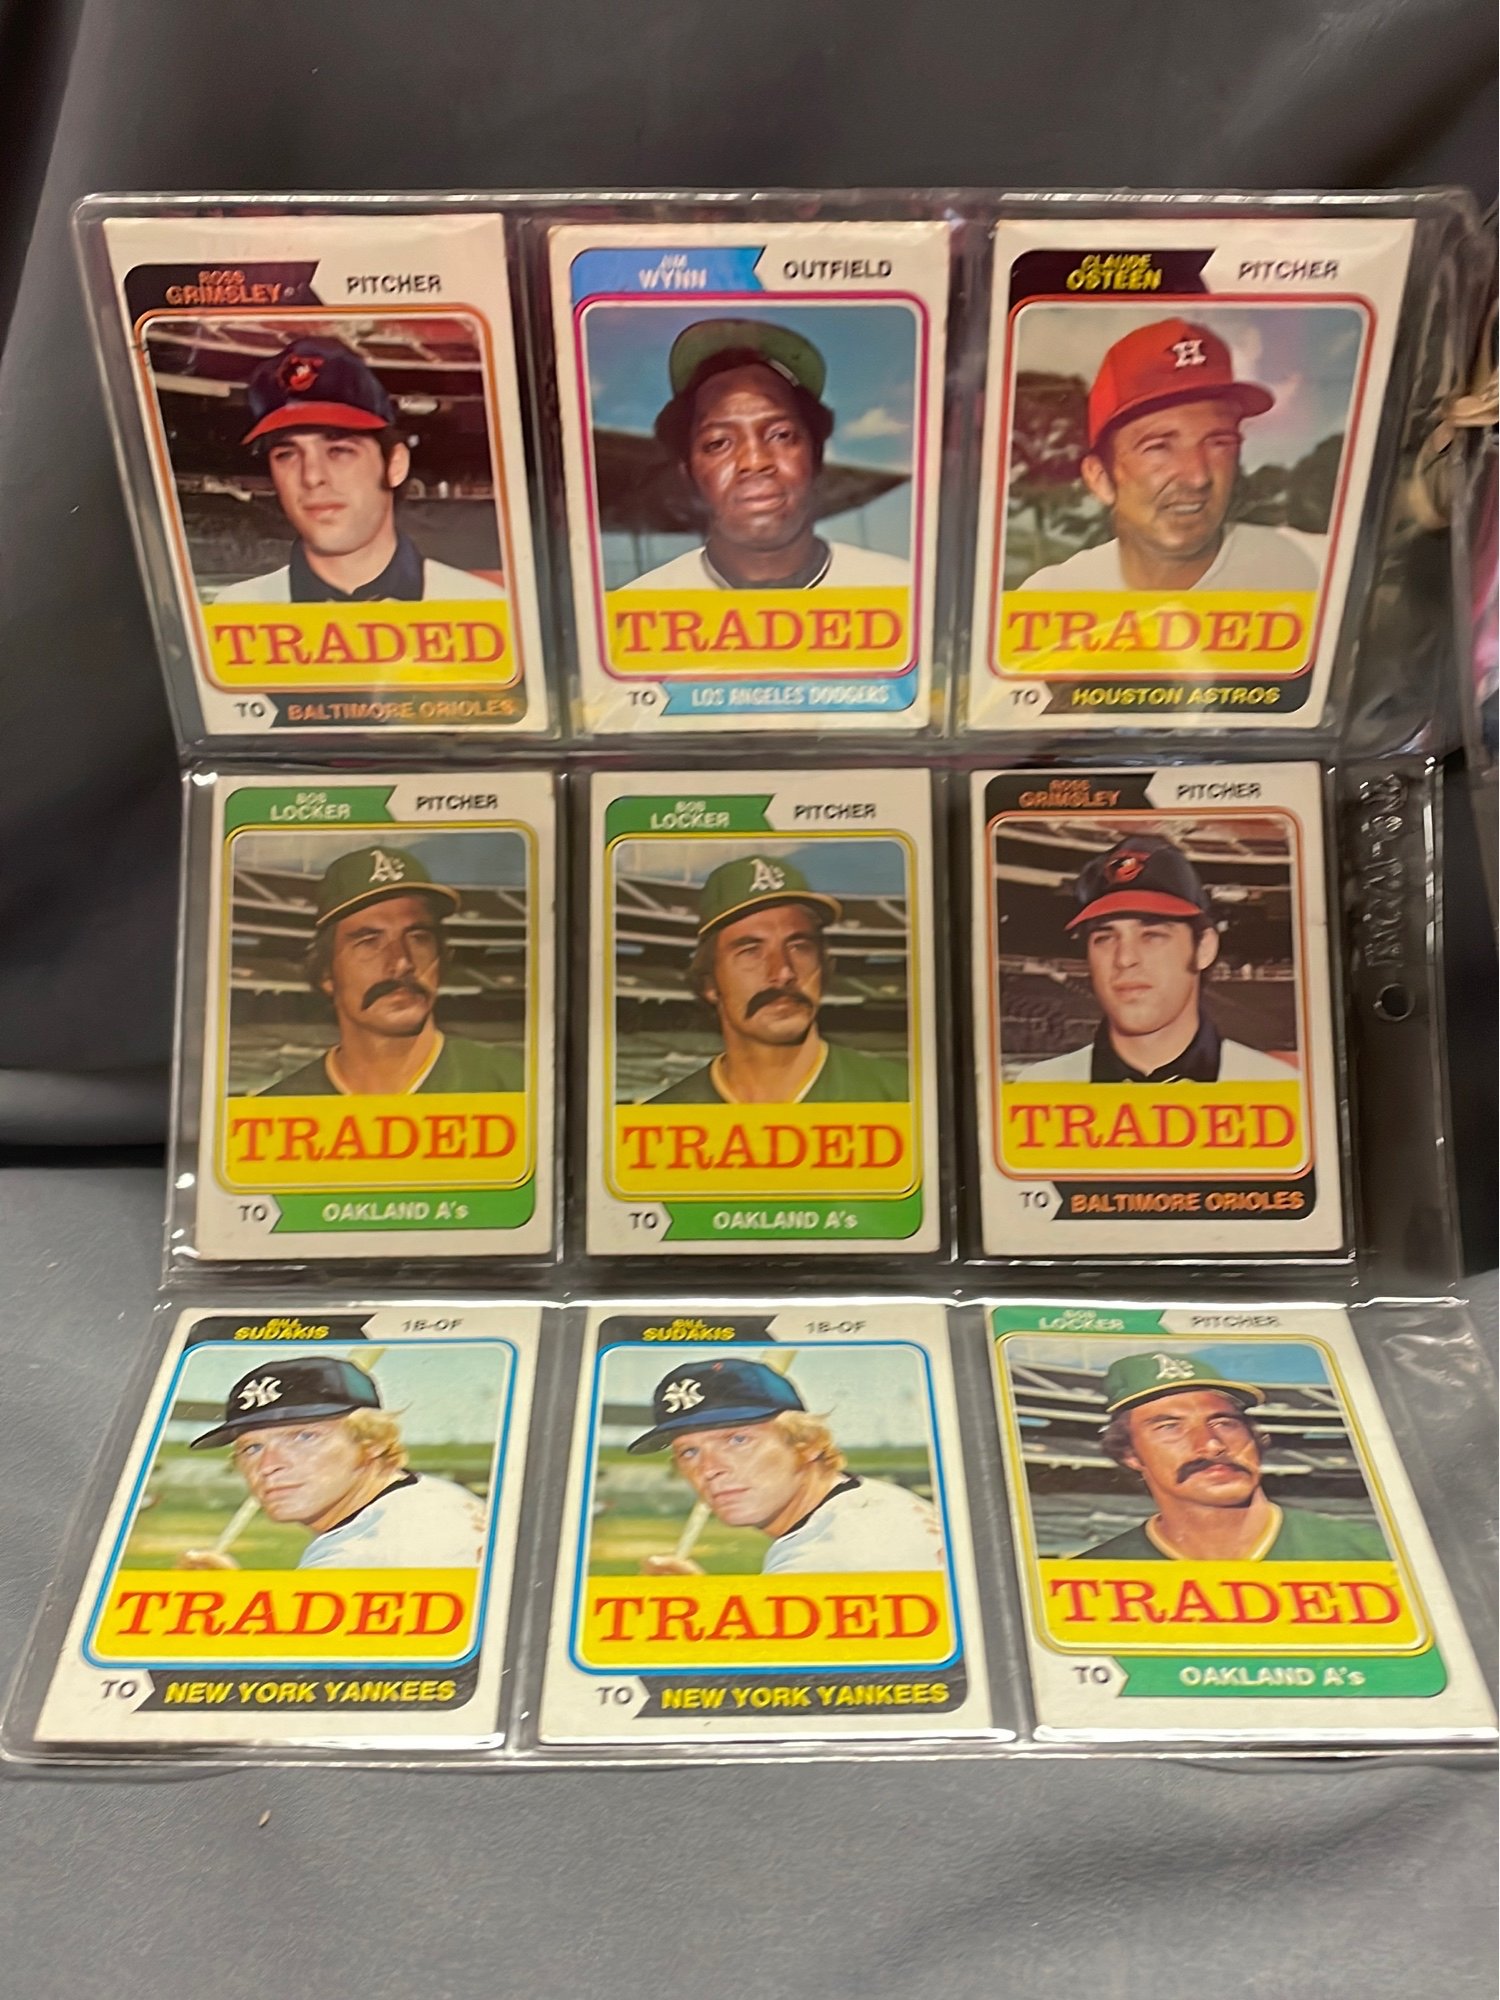 ROSS
GRIMSLEY
PITCHER
TRADED
TO BALTIMORE ORIOLES
JIM
WYNN
OUTFIELD
TRADED
TO LOS ANGELES DODGERS
CLAUDE
OSTEEN
PITCHER
H
TRADED
TO HOUSTON ASTROS
BOB
LOCKER
PITCHER
A's
TRADED
TO OAKLAND A's
BOB
LOCKER
PITCHER
A's
TRADED
TO OAKLAND A's
ROSS
GRIMSLEY
PITCHER
TRADED
TO BALTIMORE ORIOLES
BILL
SUDAKIS
1B-OF
NY
TRADED
TO NEW YORK YANKEES
BILL
SUDAKIS
1B-OF
NY
TRADED
TO NEW YORK YANKEES
BOB
LOCKER
PITCHER
A's
TRADED
TO OAKLAND A's